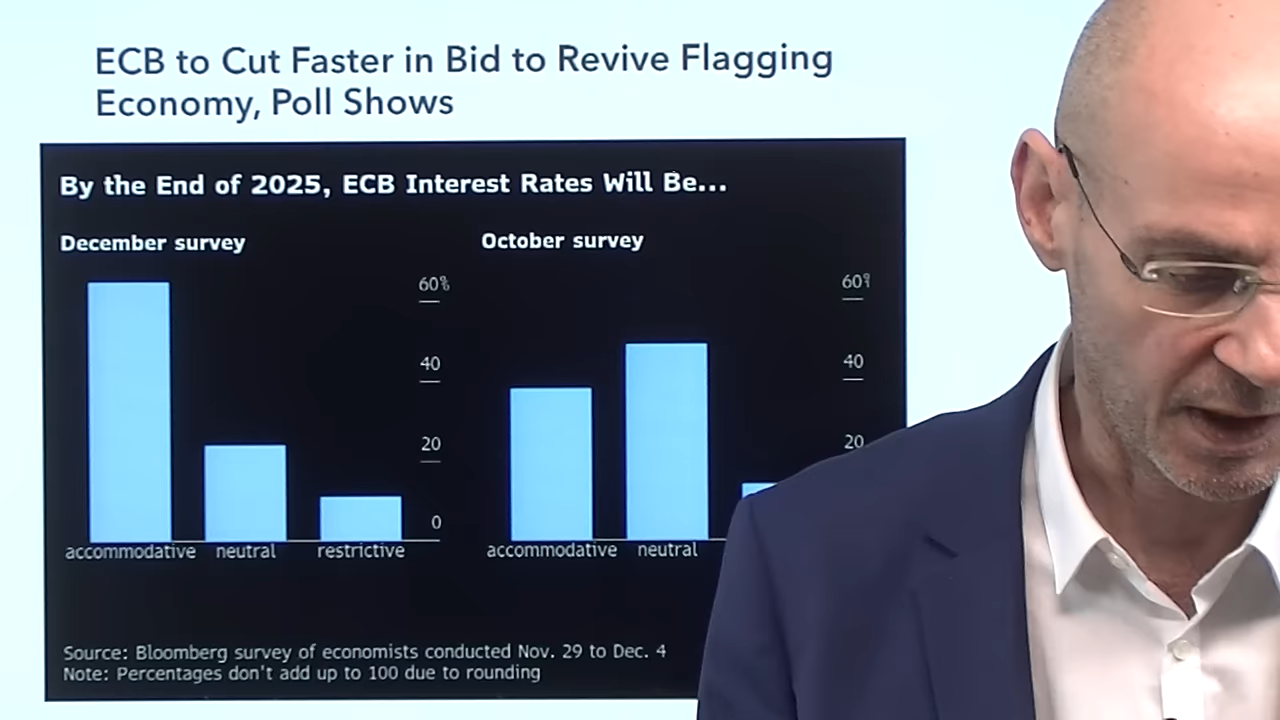 ECB to Cut Faster in Bid to Revive Flagging
Economy, Poll Shows
By the End of 2025, ECB Interest Rates Will Be...
December survey
60%
40
20
0
accommodative neutral restrictive
October survey
60%
40
20
accommodative neutral
Source: Bloomberg survey of economists conducted Nov. 29 to Dec. 4
Note: Percentages don't add up to 100 due to rounding